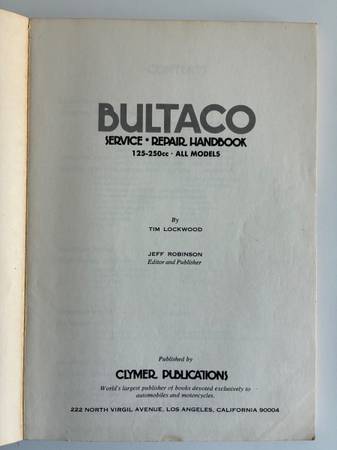 BULTACO
SERVICE • REPAIR HANDBOOK
125-250cc • ALL MODELS
By
TIM LOCKWOOD
JEFF ROBINSON
Editor and Publisher
Published by
CLYMER PUBLICATIONS
World's largest publisher of books devoted exclusively to
automobiles and motorcycles.
222 NORTH VIRGIL AVENUE, LOS ANGELES, CALIFORNIA 90004